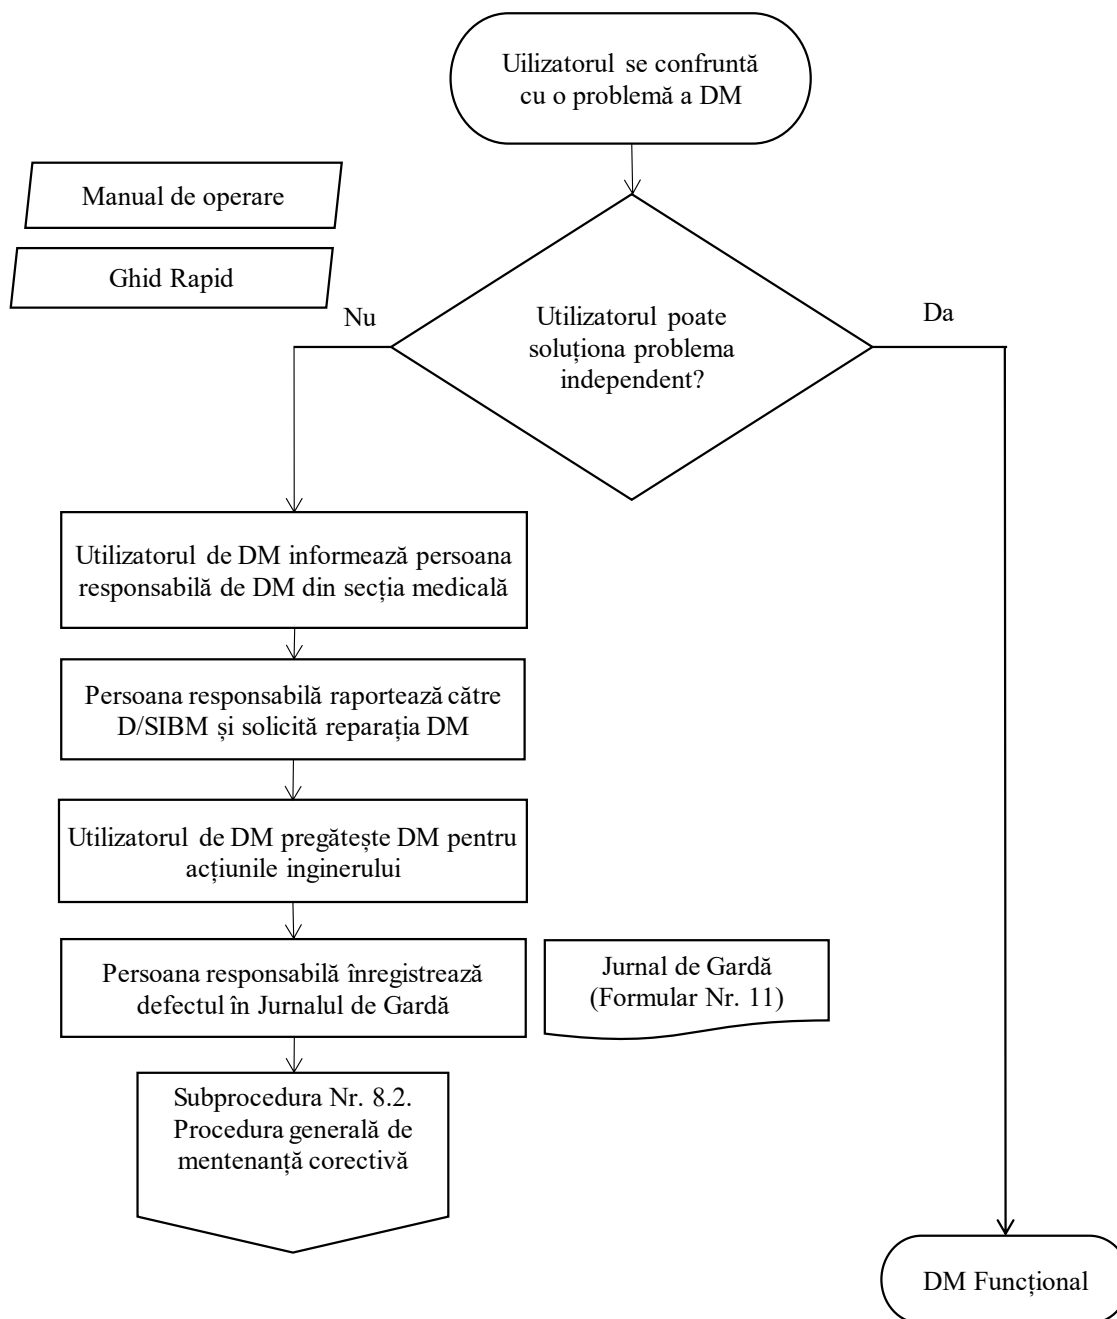 Uilizatorul se confruntă
cu o problemă a DM
Manual de operare
Ghid Rapid
Nu
Da
Utilizatorul poate
soluționa problema
independent?
Utilizatorul de DM informează persoana
responsabilă de DM din secția medicală
Persoana responsabilă raportează către
D/SIBM și solicită reparația DM
Utilizatorul de DM pregătește DM pentru
acțiunile inginerului
Persoana responsabilă înregistrează
defectul în Jurnalul de Gardă
Jurnal de Gardă
(Formular Nr. 11)
Subprocedura Nr. 8.2.
Procedura generală de
mentenanță corectivă
DM Funcțional